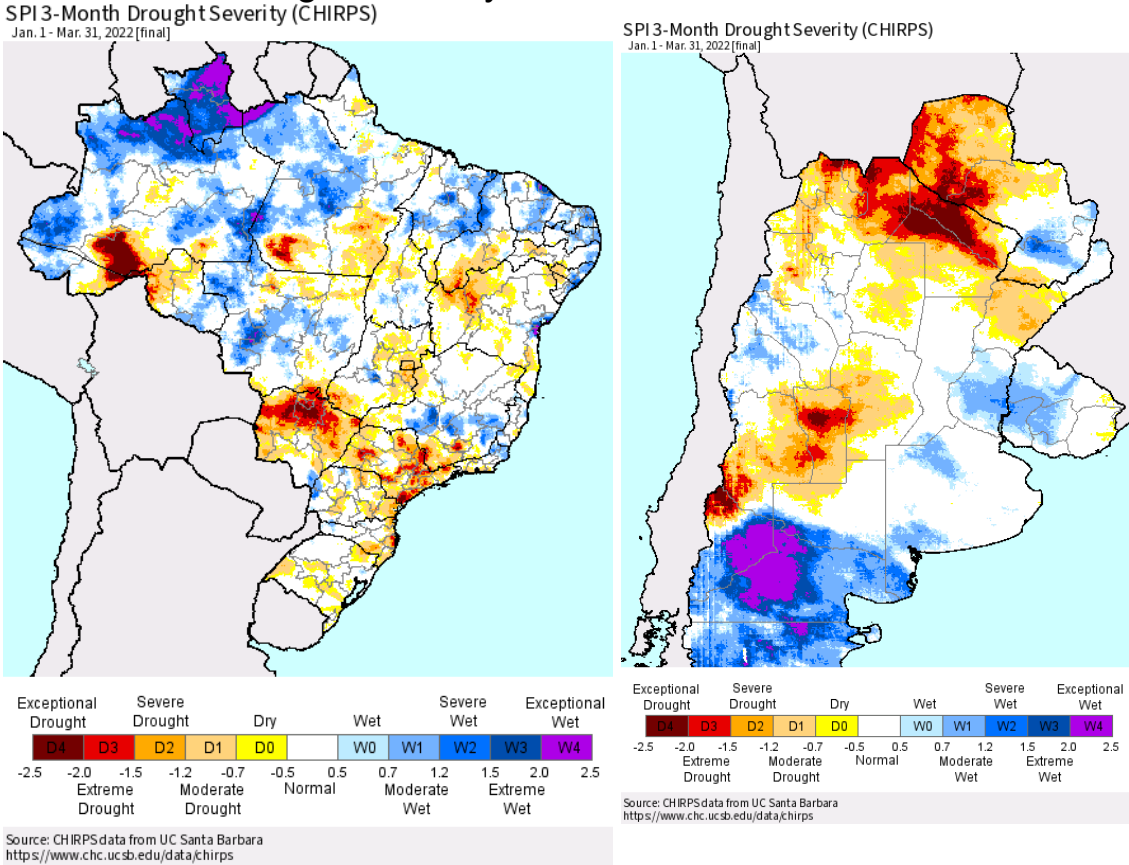 SPI 3-Month Drought Severity (CHIRPS)
Jan. 1 - Mar. 31, 2022 [final]
Exceptional Drought
Severe Drought
Dry
Wet
Severe Wet
Exceptional Wet
D4 D3 D2 D1 D0 W0 W1 W2 W3 W4
-2.5 -2.0 -1.5 -1.2 -0.7 -0.5 0.5 0.7 1.2 1.5 2.0 2.5
Extreme Drought
Moderate Drought
Normal
Moderate Wet
Extreme Wet
Source: CHIRPS data from UC Santa Barbara
https://www.chc.ucsb.edu/data/chirps
SPI 3-Month Drought Severity (CHIRPS)
Jan. 1 - Mar. 31, 2022 [final]
Exceptional Drought
Severe Drought
Dry
Wet
Severe Wet
Exceptional Wet
D4 D3 D2 D1 D0 W0 W1 W2 W3 W4
-2.5 -2.0 -1.5 -1.2 -0.7 -0.5 0.5 0.7 1.2 1.5 2.0 2.5
Extreme Drought
Moderate Drought
Normal
Moderate Wet
Extreme Wet
Source: CHIRPS data from UC Santa Barbara
https://www.chc.ucsb.edu/data/chirps